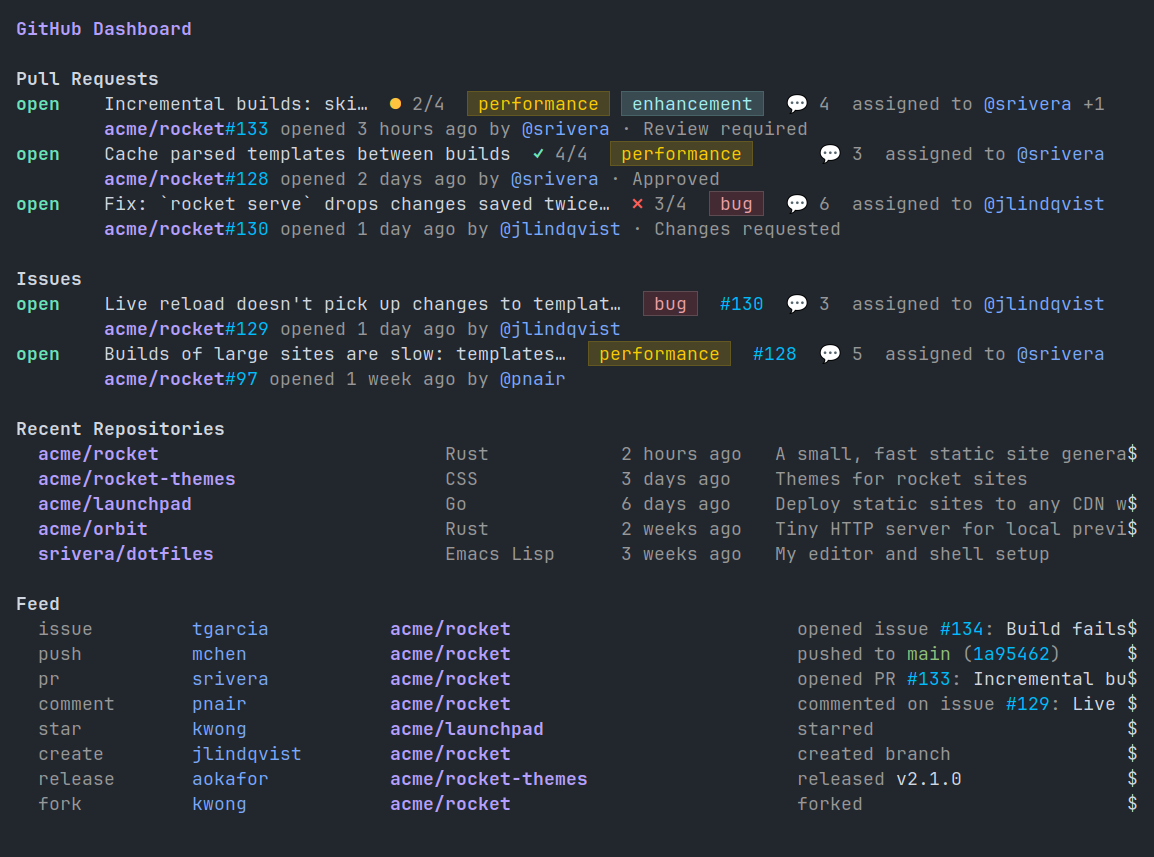 GitHub Dashboard
Pull Requests
open Incremental builds: ski… ● 2/4 performance enhancement 💬 4 assigned to @srivera +1
acme/rocket#133 opened 3 hours ago by @srivera · Review required
open Cache parsed templates between builds ✓ 4/4 performance 💬 3 assigned to @srivera
acme/rocket#128 opened 2 days ago by @srivera · Approved
open Fix: `rocket serve` drops changes saved twice… × 3/4 bug 💬 6 assigned to @jlindqvist
acme/rocket#130 opened 1 day ago by @jlindqvist · Changes requested
Issues
open Live reload doesn't pick up changes to templat… bug #130 💬 3 assigned to @jlindqvist
acme/rocket#129 opened 1 day ago by @jlindqvist
open Builds of large sites are slow: templates… performance #128 💬 5 assigned to @srivera
acme/rocket#97 opened 1 week ago by @pnair
Recent Repositories
acme/rocket Rust 2 hours ago A small, fast static site genera$
acme/rocket-themes CSS 3 days ago Themes for rocket sites
acme/launchpad Go 6 days ago Deploy static sites to any CDN w$
acme/orbit Rust 2 weeks ago Tiny HTTP server for local previ$
srivera/dotfiles Emacs Lisp 3 weeks ago My editor and shell setup
Feed
issue tgarcia acme/rocket opened issue #134: Build fails$
push mchen acme/rocket pushed to main (1a95462) $
pr srivera acme/rocket opened PR #133: Incremental bu$
comment pnair acme/rocket commented on issue #129: Live $
star kwong acme/launchpad starred $
create jlindqvist acme/rocket created branch $
release aokafor acme/rocket-themes released v2.1.0 $
fork kwong acme/rocket forked $